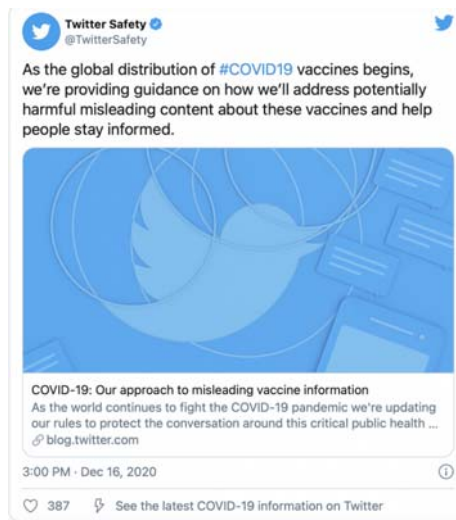 Twitter Safety
@TwitterSafety
As the global distribution of #COVID19 vaccines begins,
we're providing guidance on how we'll address potentially
harmful misleading content about these vaccines and help
people stay informed.
COVID-19: Our approach to misleading vaccine information
As the world continues to fight the COVID-19 pandemic we're updating
our rules to protect the conversation around this critical public health ...
blog.twitter.com
3:00 PM · Dec 16, 2020
387 See the latest COVID-19 information on Twitter